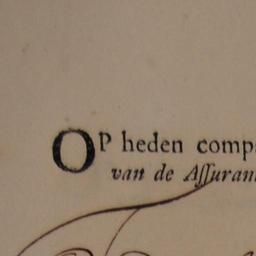 OP heden comp
van de Aſſuran